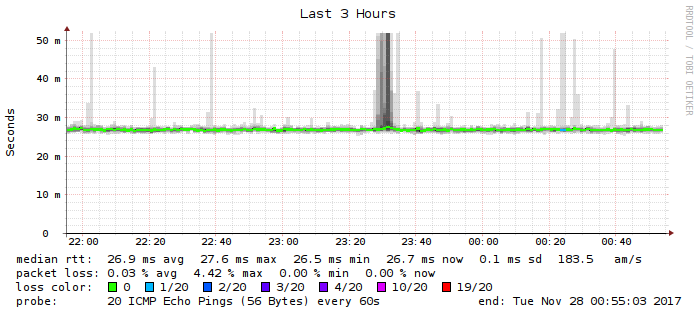 Last 3 Hours
RRDTOOL / TOBI OETIKER
Seconds
50 m
40 m
30 m
20 m
10 m
0
22:00 22:20 22:40 23:00 23:20 23:40 00:00 00:20 00:40
median rtt: 26.9 ms avg 27.6 ms max 26.5 ms min 26.7 ms now 0.1 ms sd 183.5 am/s
packet loss: 0.03 % avg 4.42 % max 0.00 % min 0.00 % now
loss color: 0 1/20 2/20 3/20 4/20 10/20 19/20
probe: 20 ICMP Echo Pings (56 Bytes) every 60s end: Tue Nov 28 00:55:03 2017